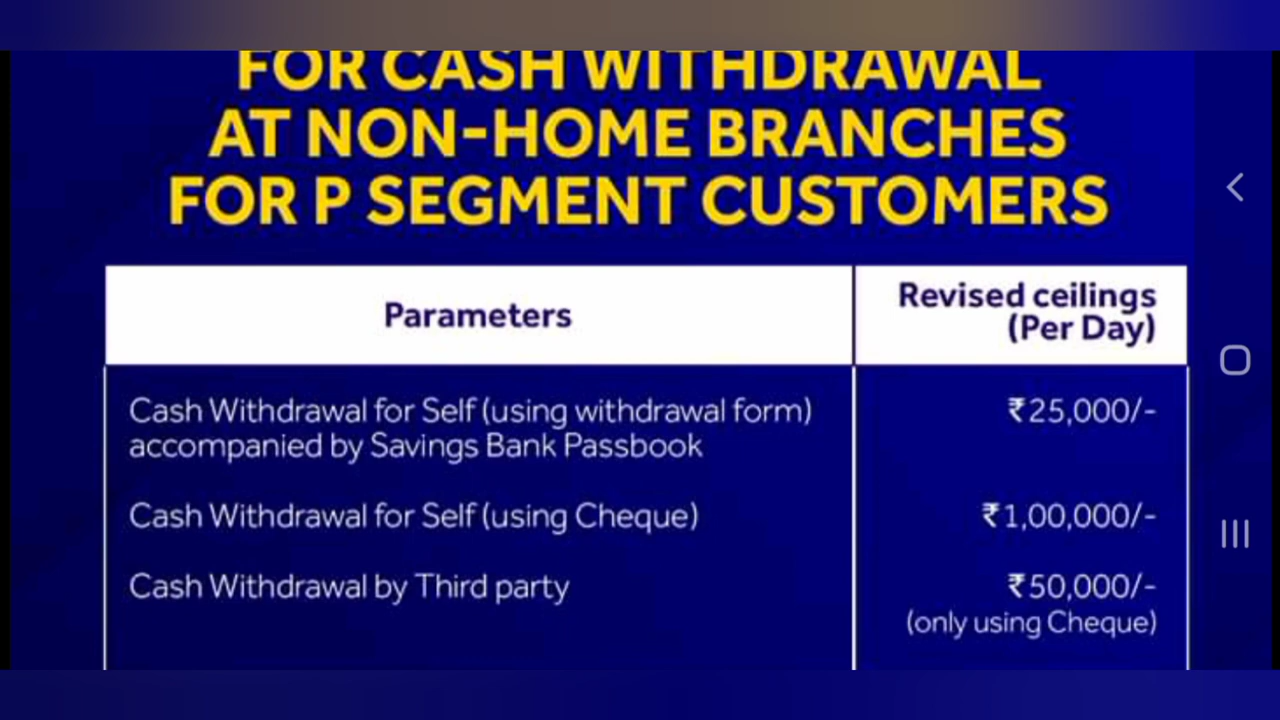 FOR CASH WITHDRAWAL
AT NON-HOME BRANCHES
FOR P SEGMENT CUSTOMERS
Parameters
Revised ceilings
(Per Day)
Cash Withdrawal for Self (using withdrawal form)
accompanied by Savings Bank Passbook
₹25,000/-
Cash Withdrawal for Self (using Cheque)
₹1,00,000/-
Cash Withdrawal by Third party
₹50,000/-
(only using Cheque)